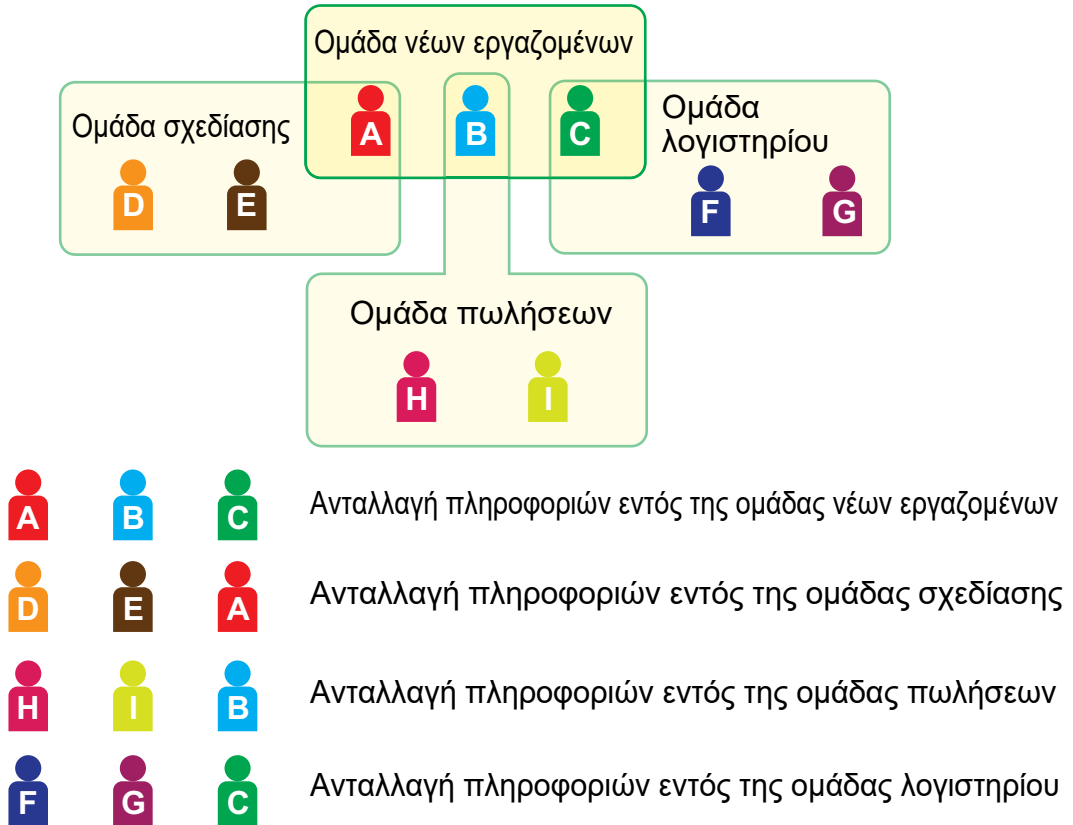 Ομάδα νέων εργαζομένων
A B C
Ομάδα σχεδίασης
D E
Ομάδα
λογιστηρίου
F G
Ομάδα πωλήσεων
H I
A B C Ανταλλαγή πληροφοριών εντός της ομάδας νέων εργαζομένων
D E A Ανταλλαγή πληροφοριών εντός της ομάδας σχεδίασης
H I B Ανταλλαγή πληροφοριών εντός της ομάδας πωλήσεων
F G C Ανταλλαγή πληροφοριών εντός της ομάδας λογιστηρίου